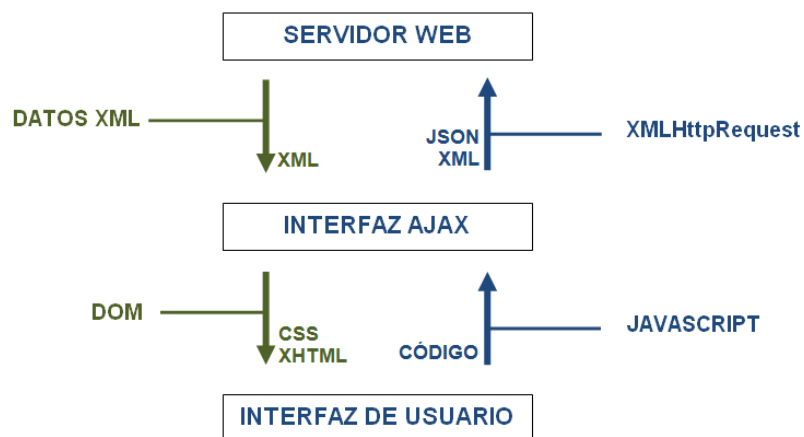 SERVIDOR WEB
DATOS XML
XML
JSON
XML
XMLHttpRequest
INTERFAZ AJAX
DOM
CSS
XHTML
CÓDIGO
JAVASCRIPT
INTERFAZ DE USUARIO